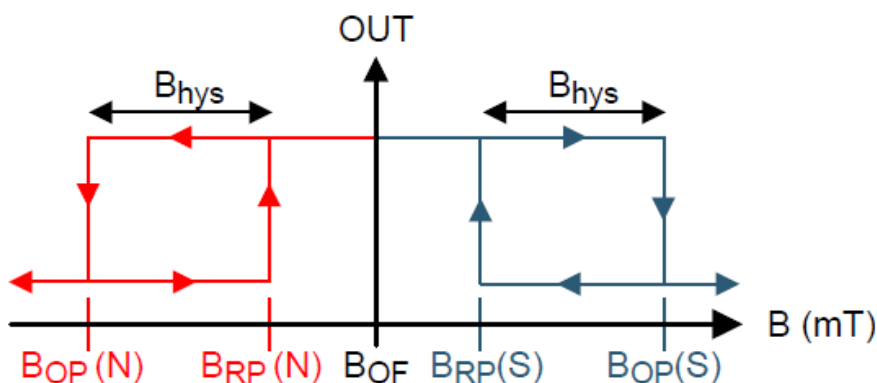 OUT
Bhys
Bhys
B (mT)
BOP (N)
BRP (N)
BOF
BRP(S)
BOP(S)